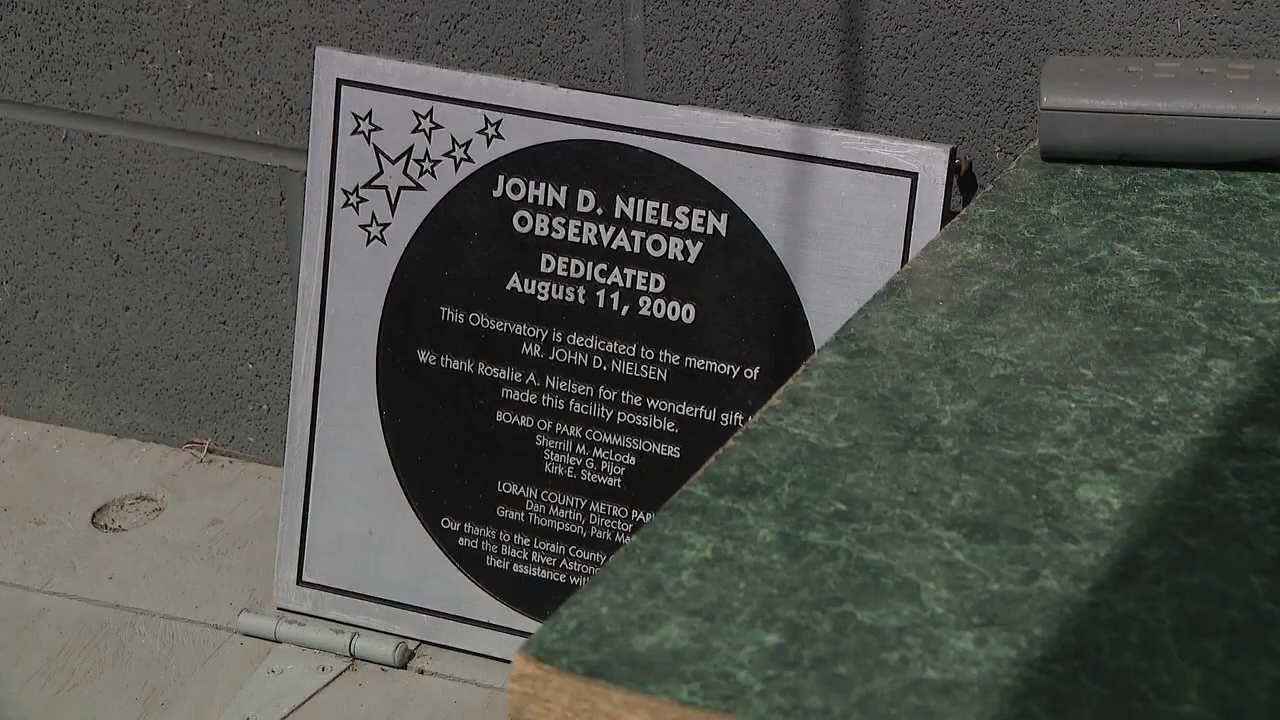 JOHN D. NIELSEN
OBSERVATORY
DEDICATED
August 11, 2000
This Observatory is dedicated to the memory of
MR. JOHN D. NIELSEN
We thank Rosalie A. Nielsen for the wonderful gift
made this facility possible.
BOARD OF PARK COMMISSIONERS
Sherrill M. McLoda
Stanley G. Pijor
Kirk E. Stewart
LORAIN COUNTY METRO
Dan Martin, Director
Grant Thompson, Park
Our thanks to the Lorain County
and the Black River
their assistance